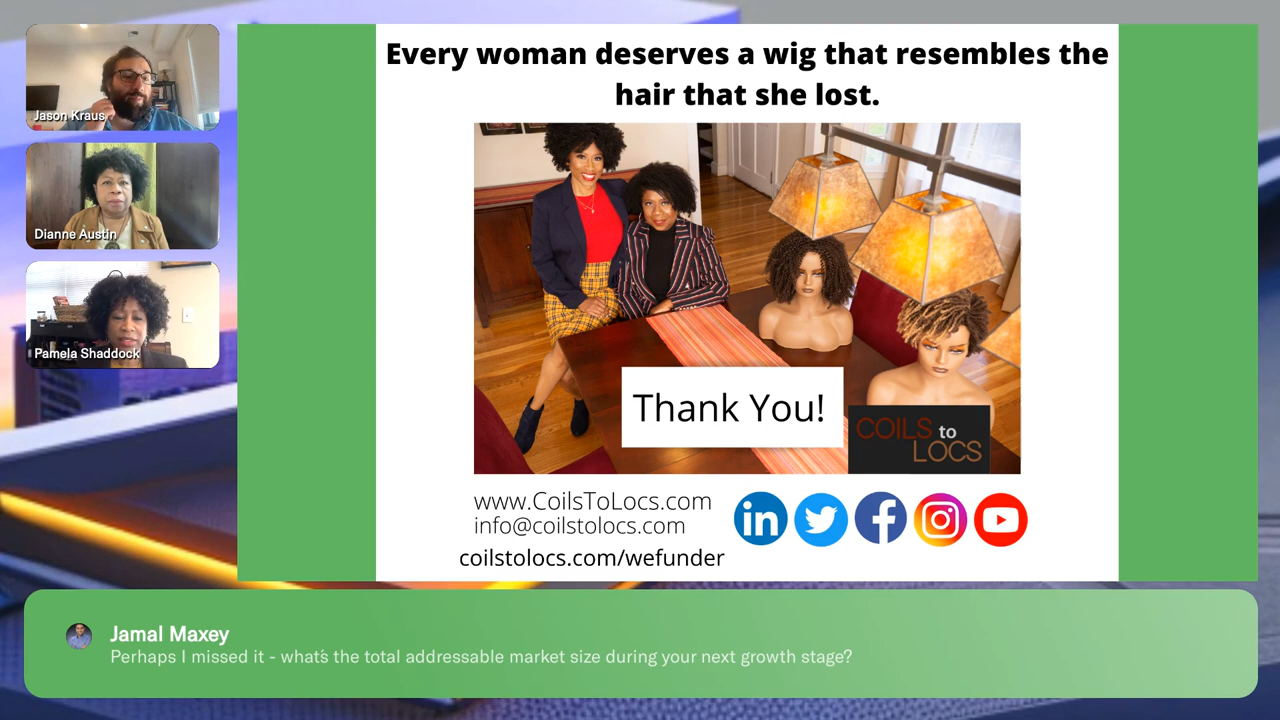 Jason Kraus
Dianne Austin
Pamela Shaddock
Every woman deserves a wig that resembles the
hair that she lost.
Thank You!
COILS to
LOCS
www.CoilsToLocs.com
info@coilstolocs.com
coilstolocs.com/wefunder
in
f
Jamal Maxey
Perhaps I missed it - what's the total addressable market size during your next growth stage?